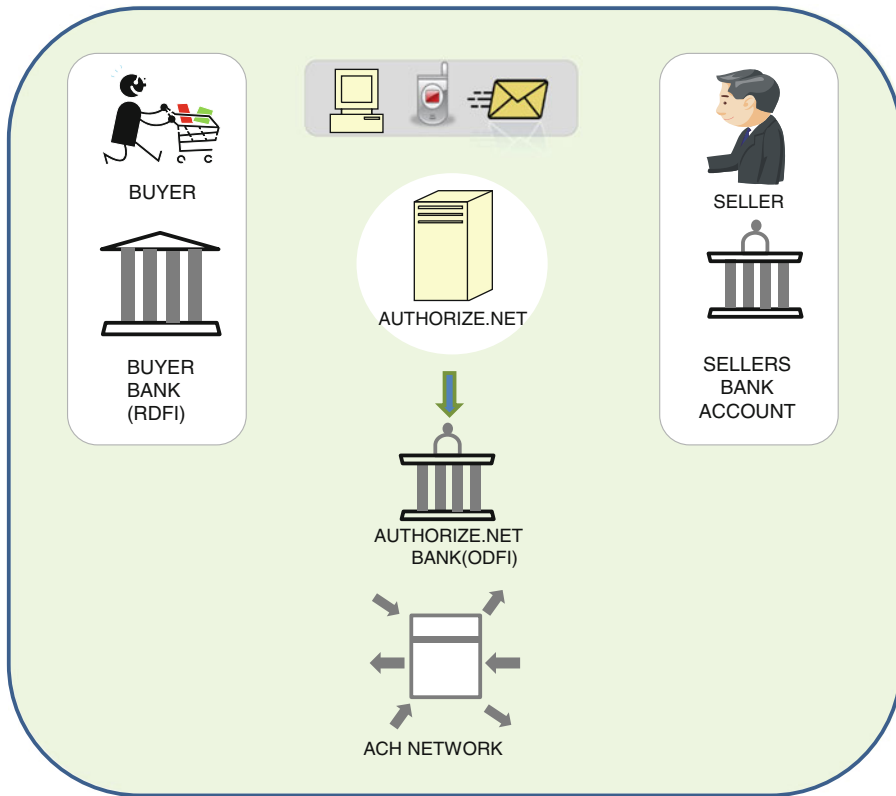 BUYER
BUYER
BANK
(RDFI)
AUTHORIZE.NET
AUTHORIZE.NET
BANK(ODFI)
ACH NETWORK
SELLER
SELLERS
BANK
ACCOUNT